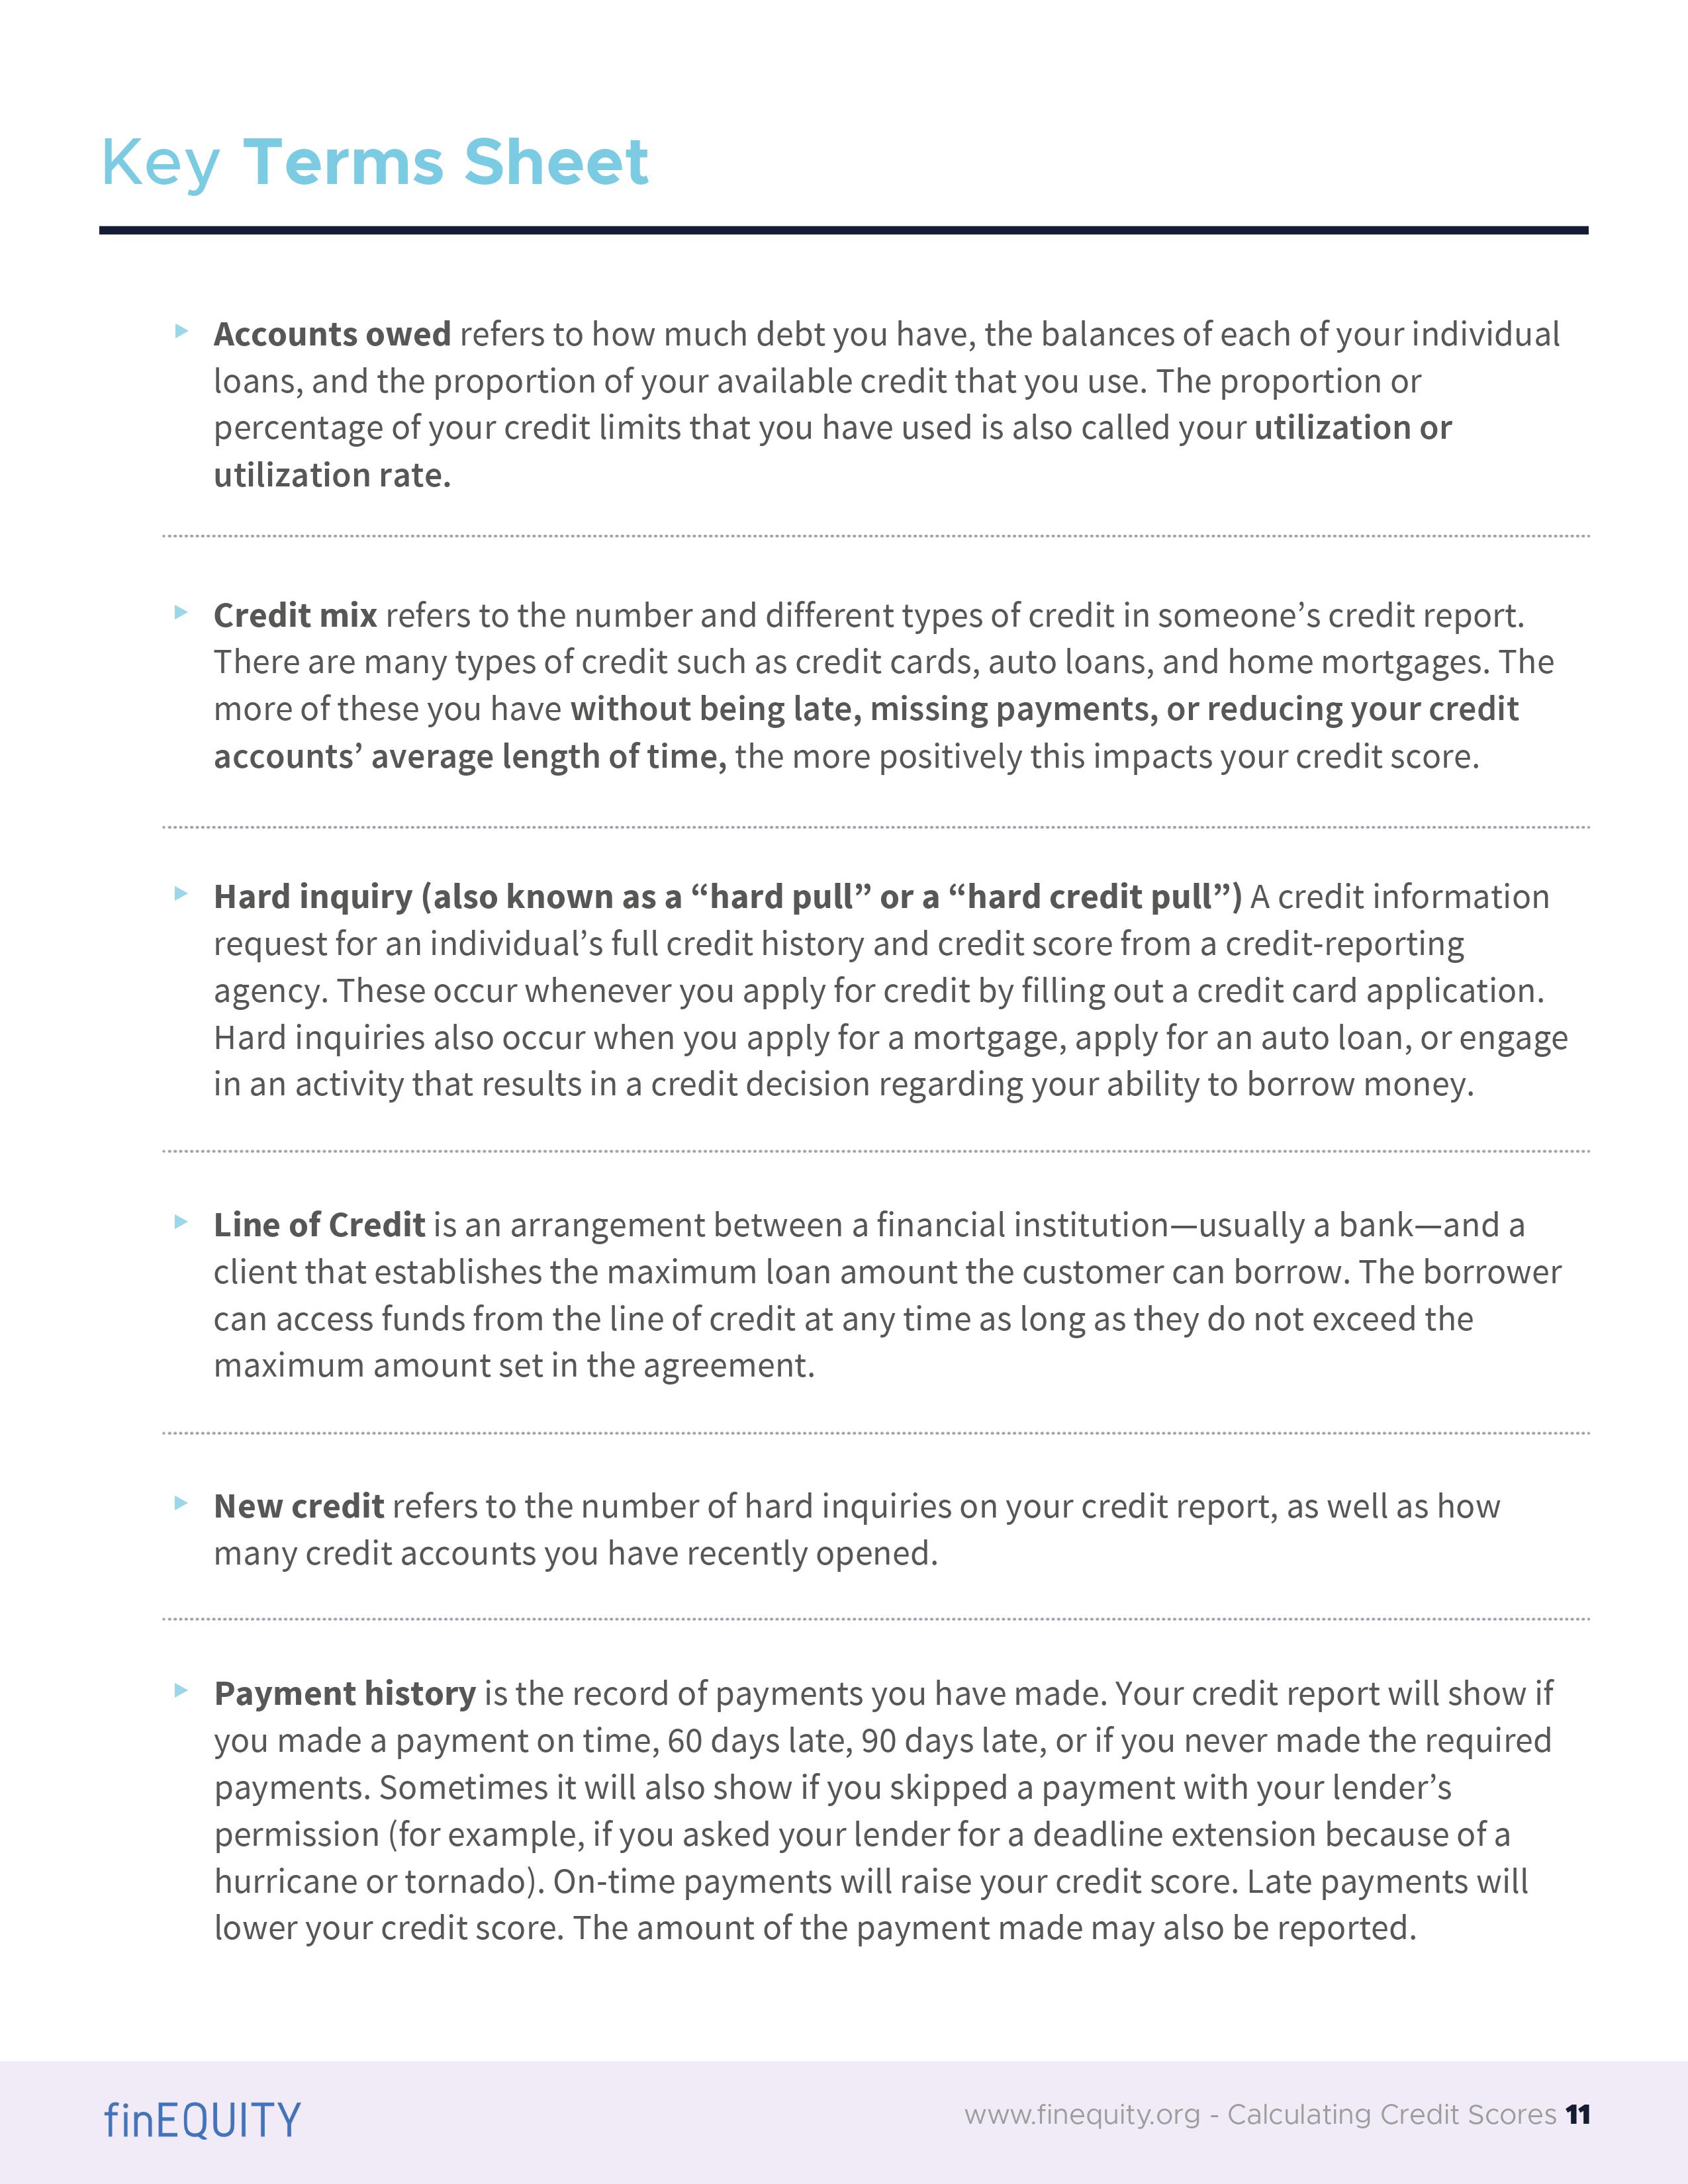 Key Terms Sheet
Accounts owed refers to how much debt you have, the balances of each of your individual
loans, and the proportion of your available credit that you use. The proportion or
percentage of your credit limits that you have used is also called your utilization or
utilization rate.
Credit mix refers to the number and different types of credit in someone’s credit report.
There are many types of credit such as credit cards, auto loans, and home mortgages. The
more of these you have without being late, missing payments, or reducing your credit
accounts’ average length of time, the more positively this impacts your credit score.
Hard inquiry (also known as a “hard pull” or a “hard credit pull”) A credit information
request for an individual’s full credit history and credit score from a credit-reporting
agency. These occur whenever you apply for credit by filling out a credit card application.
Hard inquiries also occur when you apply for a mortgage, apply for an auto loan, or engage
in an activity that results in a credit decision regarding your ability to borrow money.
Line of Credit is an arrangement between a financial institution—usually a bank—and a
client that establishes the maximum loan amount the customer can borrow. The borrower
can access funds from the line of credit at any time as long as they do not exceed the
maximum amount set in the agreement.
New credit refers to the number of hard inquiries on your credit report, as well as how
many credit accounts you have recently opened.
Payment history is the record of payments you have made. Your credit report will show if
you made a payment on time, 60 days late, 90 days late, or if you never made the required
payments. Sometimes it will also show if you skipped a payment with your lender’s
permission (for example, if you asked your lender for a deadline extension because of a
hurricane or tornado). On-time payments will raise your credit score. Late payments will
lower your credit score. The amount of the payment made may also be reported.
finEQUITY
www.finequity.org - Calculating Credit Scores 11